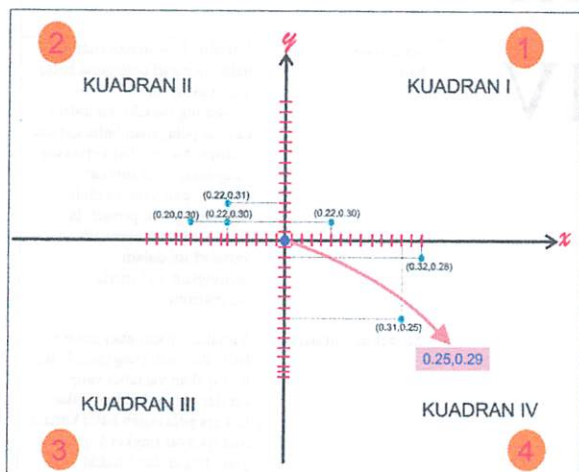 2
y
1
KUADRAN II
KUADRAN I
(0.22,0.31)
(0.20,0.30)
(0.22,0.30)
(0.22,0.30)
x
(0.32,0.28)
(0.31,0.25)
0.25,0.29
KUADRAN III
KUADRAN IV
3
4